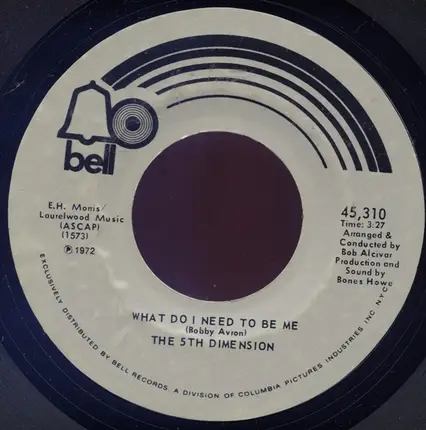 bell
E.H. Morris/
Laurelwood Music
(ASCAP)
(1573)
℗ 1972
45,310
Time: 3:27
Arranged &
Conducted by
Bob Alcivar
Production and
Sound by
Bones Howe
WHAT DO I NEED TO BE ME
(Bobby Avion)
THE 5TH DIMENSION
EXCLUSIVELY DISTRIBUTED BY BELL RECORDS, A DIVISION OF COLUMBIA PICTURES INDUSTRIES, INC. N.Y.C.